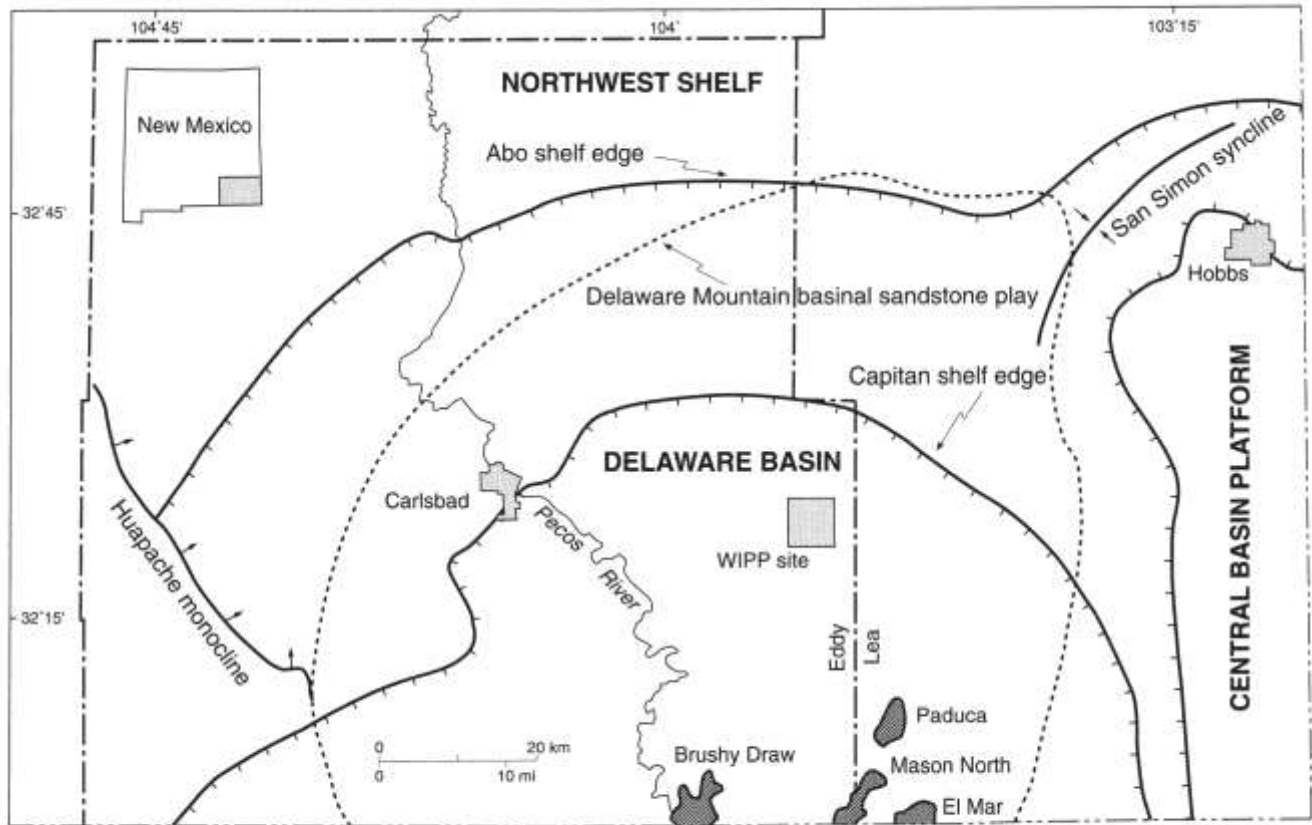 104°45'
104°
103°15'
NORTHWEST SHELF
New Mexico
Abo shelf edge
San Simon syncline
32°45'
Hobbs
Delaware Mountain basinal sandstone play
Capitan shelf edge
CENTRAL BASIN PLATFORM
DELAWARE BASIN
Carlsbad
Pecos
River
WIPP site
Huapache monocline
32°15'
Eddy
Lea
Paduca
0 20 km
0 10 mi
Brushy Draw
Mason North
El Mar